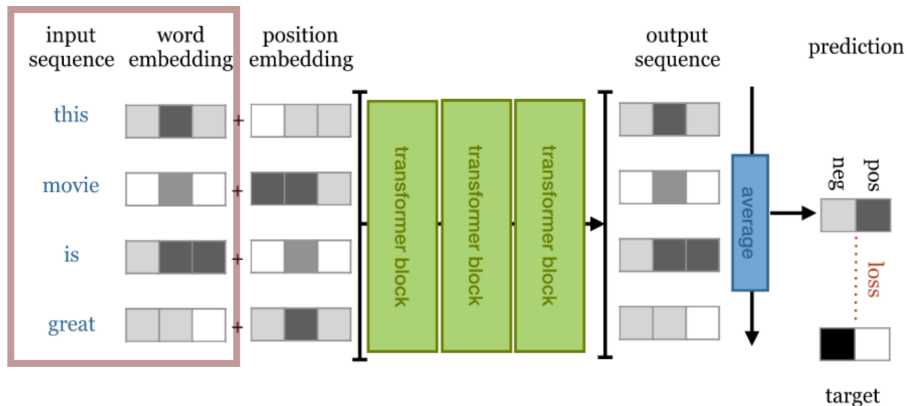 input
sequence
word
embedding
position
embedding
output
sequence
prediction
this
+
movie
+
is
+
great
+
transformer block
transformer block
transformer block
average
neg
pos
loss
target